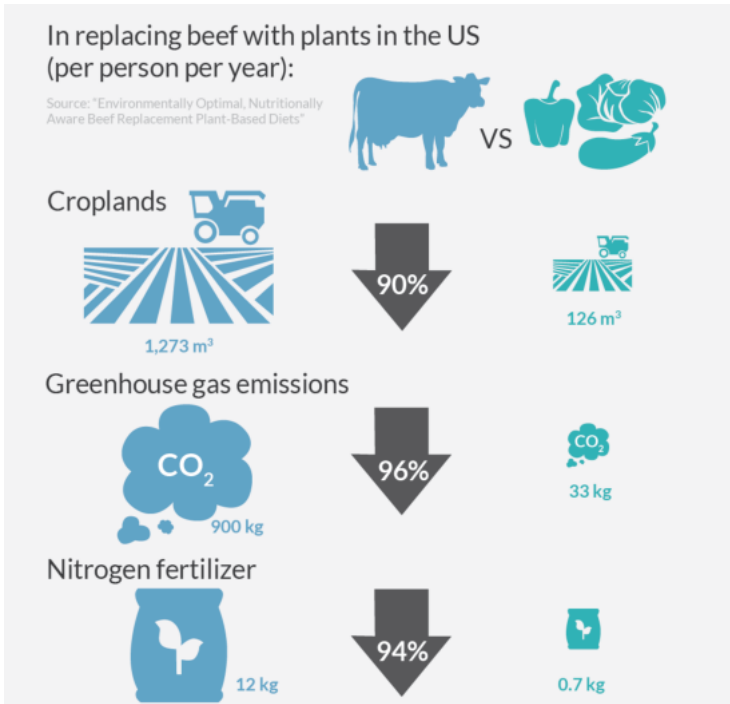 In replacing beef with plants in the US
(per person per year):
Source: "Environmentally Optimal, Nutritionally
Aware Beef Replacement Plant-Based Diets"
VS
Croplands
90%
1,273 m³
126 m³
Greenhouse gas emissions
CO₂
96%
CO₂
900 kg
33 kg
Nitrogen fertilizer
94%
12 kg
0.7 kg